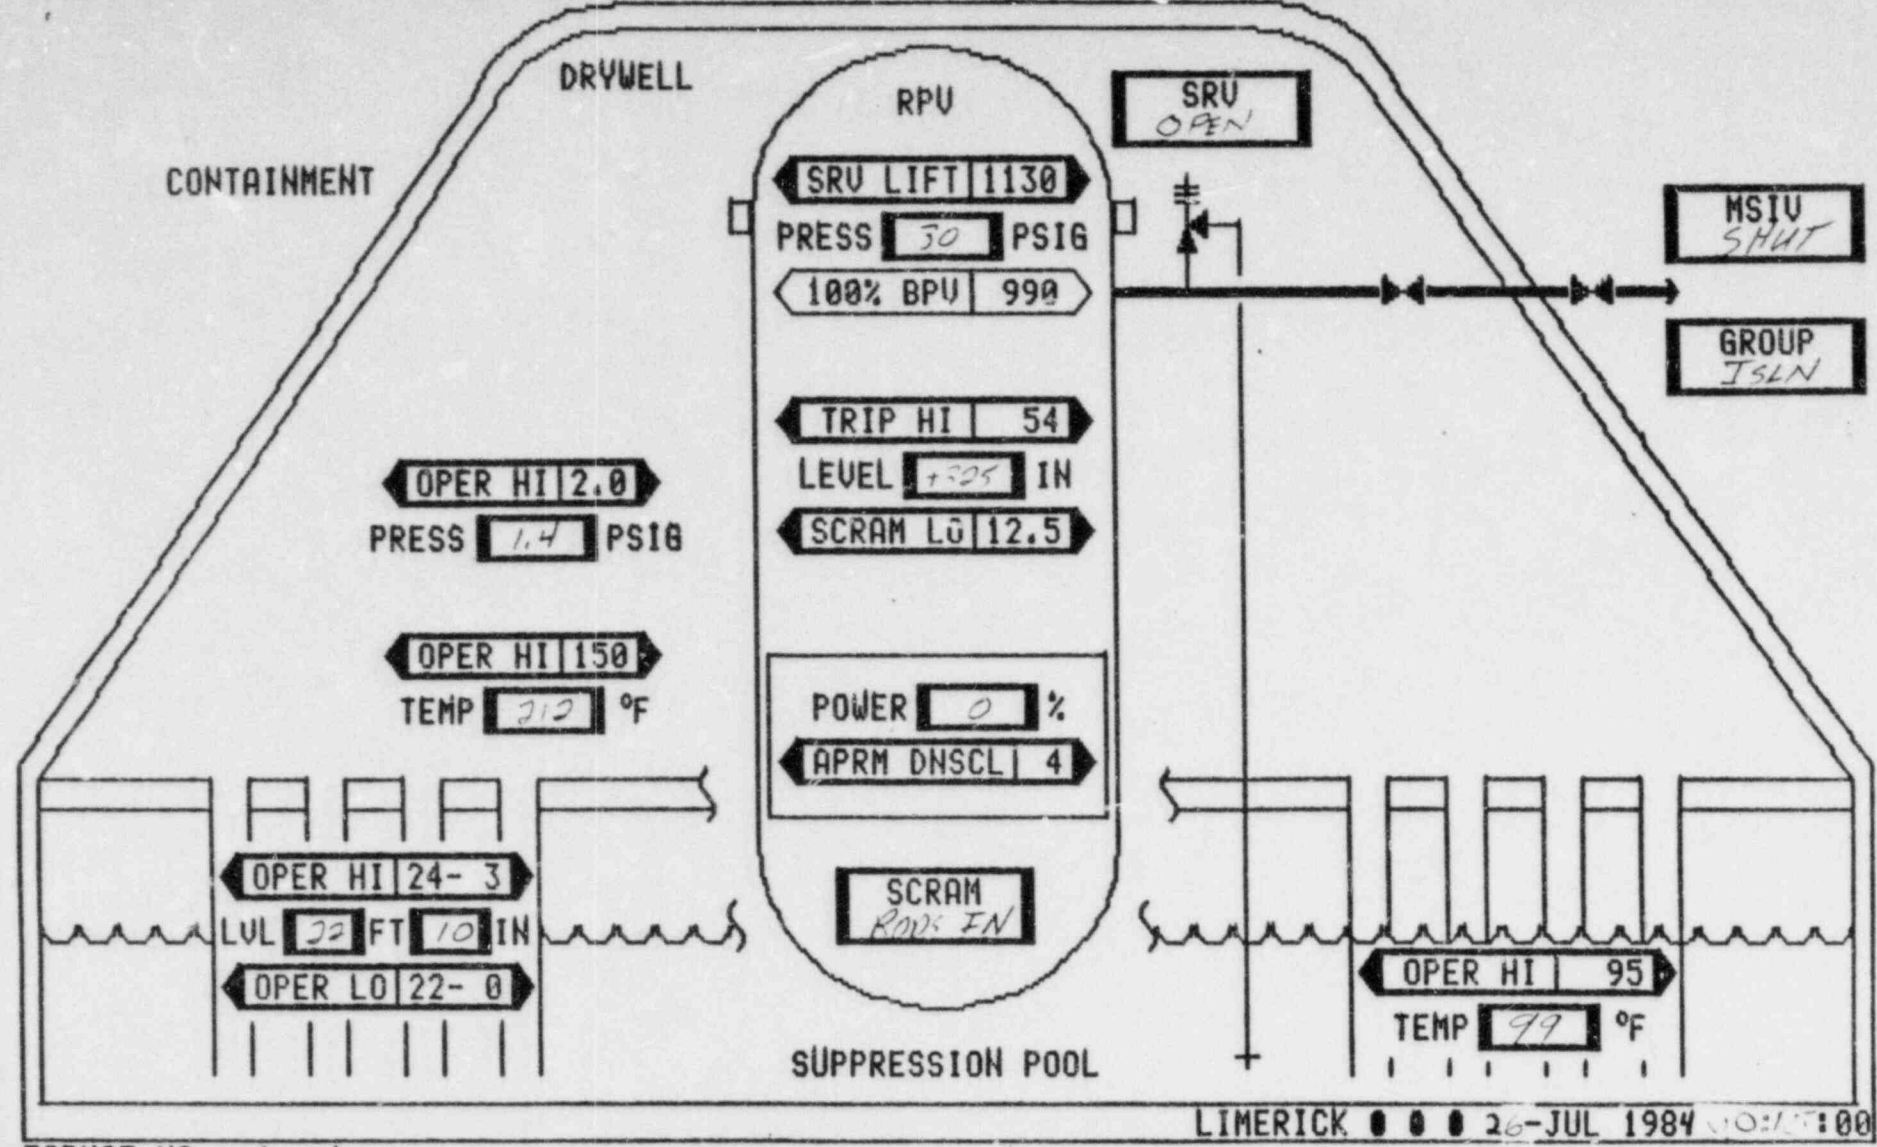 DRYWELL
RPV
SRV
OPEN
CONTAINMENT
SRV LIFT 1130
PRESS 30 PSIG
100% BPV 990
MSIV
SHUT
GROUP
ISLN
TRIP HI 54
LEVEL IN
SCRAM LO 12.5
OPER HI 2.0
PRESS 1.4 PSIG
OPER HI 150
TEMP 212 °F
POWER 0 %
APRM DNSCL 4
SCRAM
RODS IN
OPER HI 24- 3
LVL 22 FT 10 IN
OPER LO 22- 0
OPER HI 95
TEMP 99 °F
SUPPRESSION POOL
LIMERICK 26-JUL 1984 :00